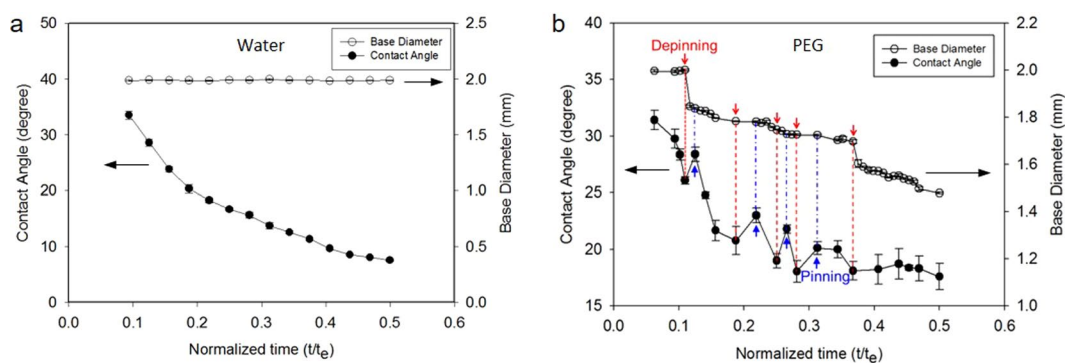 a
Water
Base Diameter
Contact Angle
Contact Angle (degree)
50
40
30
20
10
0
2.5
2.0
1.5
1.0
0.5
0.0
Base Diameter (mm)
0.0 0.1 0.2 0.3 0.4 0.5 0.6
Normalized time (t/te)
b
PEG
Depinning
Base Diameter
Contact Angle
Contact Angle (degree)
40
35
30
25
20
15
2.2
2.0
1.8
1.6
1.4
1.2
1.0
Base Diameter (mm)
Pinning
0.0 0.1 0.2 0.3 0.4 0.5 0.6
Normalized time (t/te)